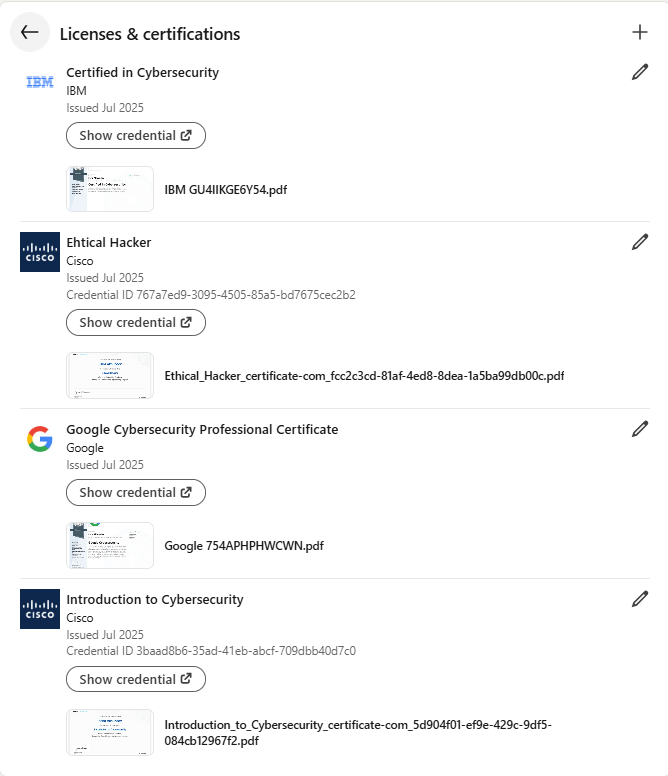 Licenses & certifications
IBM
Certified in Cybersecurity
IBM
Issued Jul 2025
Show credential
IBM GU4IIKGE6Y54.pdf
CISCO
Ehtical Hacker
Cisco
Issued Jul 2025
Credential ID 767a7ed9-3095-4505-85a5-bd7675cec2b2
Show credential
Ethical_Hacker_certificate-com_fcc2c3cd-81af-4ed8-8dea-1a5ba99db00c.pdf
Google Cybersecurity Professional Certificate
Google
Issued Jul 2025
Show credential
Google 754APHPHWCWN.pdf
CISCO
Introduction to Cybersecurity
Cisco
Issued Jul 2025
Credential ID 3baad8b6-35ad-41eb-abcf-709dbb40d7c0
Show credential
Introduction_to_Cybersecurity_certificate-com_5d904f01-ef9e-429c-9df5-
084cb12967f2.pdf